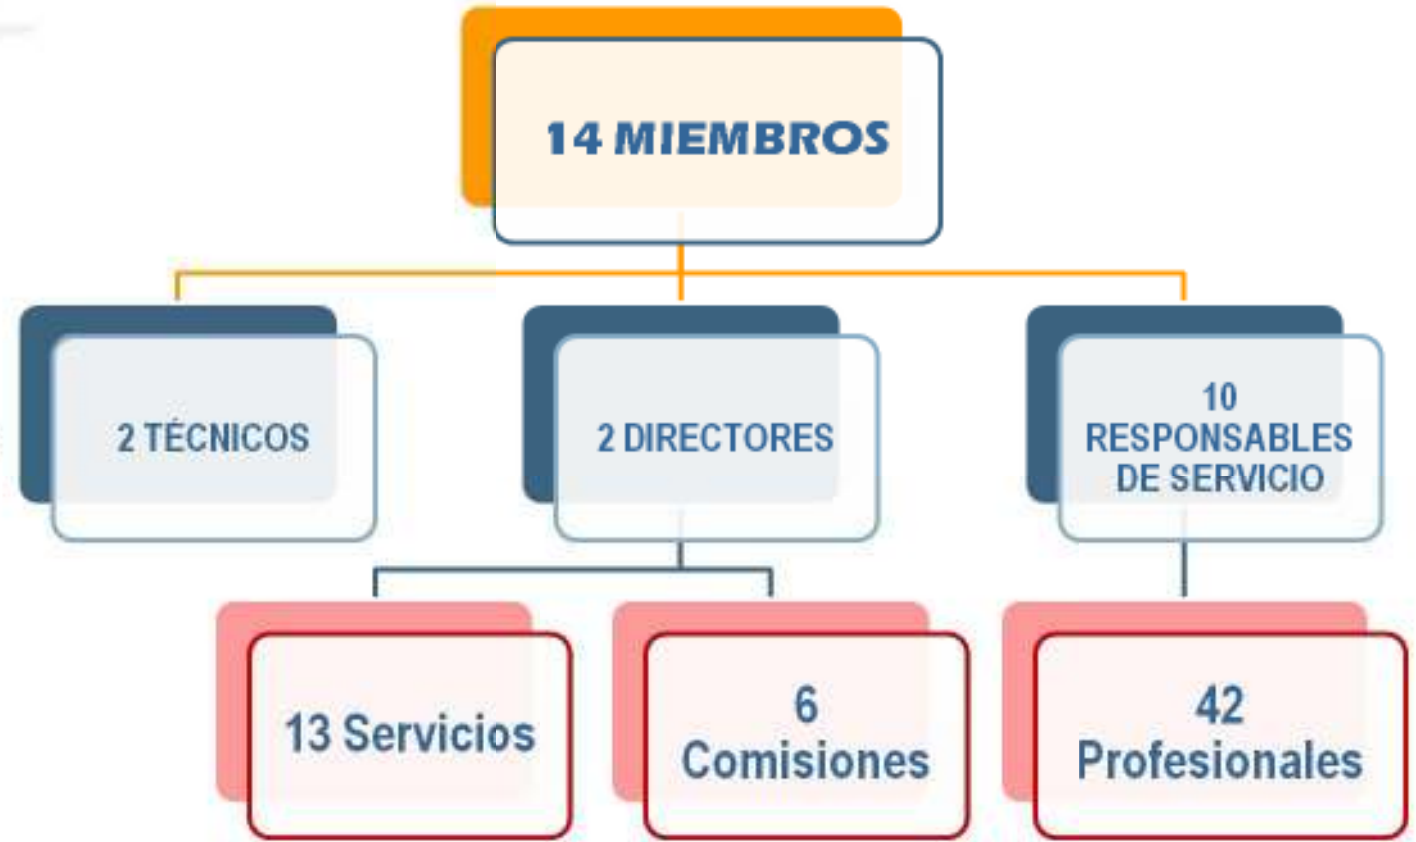 14 MIEMBROS
2 TÉCNICOS
2 DIRECTORES
10
RESPONSABLES
DE SERVICIO
13 Servicios
6
Comisiones
42
Profesionales